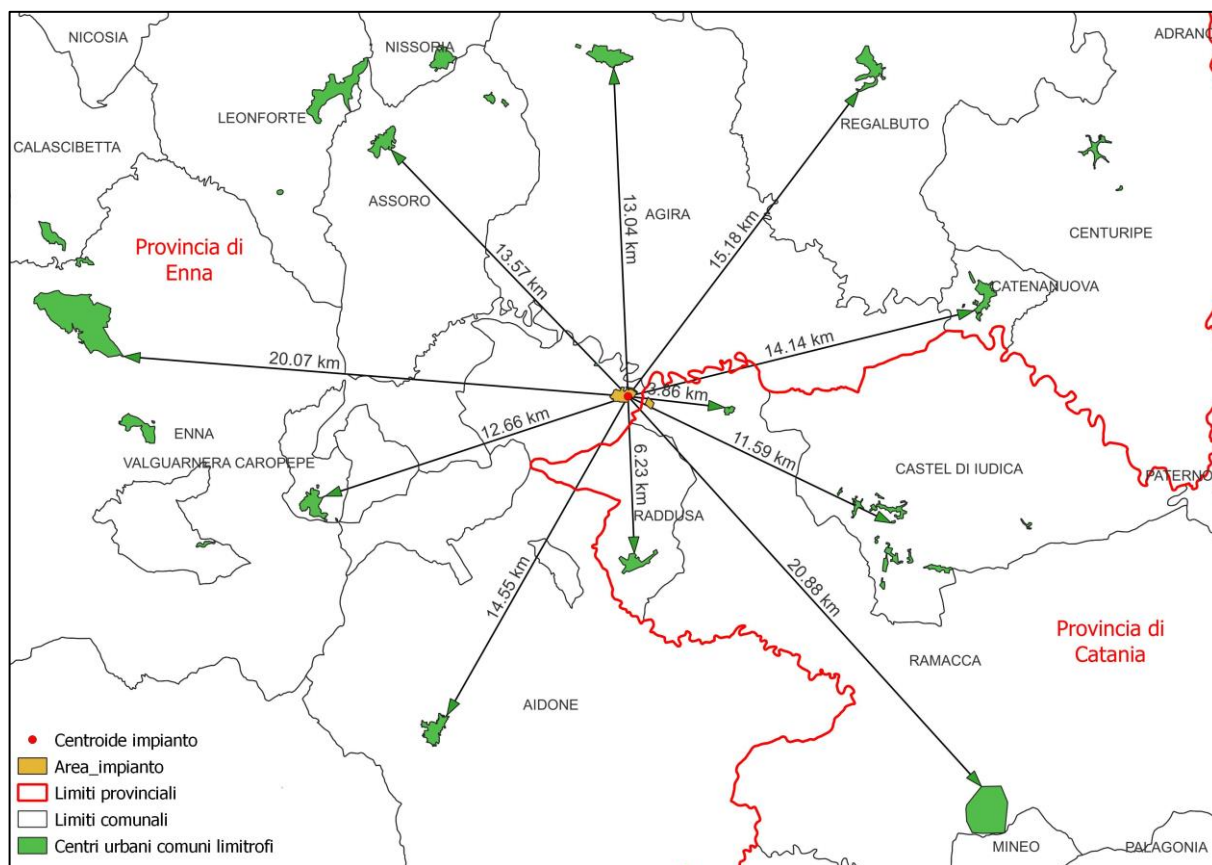 NICOSIA
NISSORIA
ADRANO
LEONFORTE
REGALBUTO
CALASCIBETTA
ASSORO
AGIRA
CENTURIPE
Provincia di
Enna
13.57 km
13.04 km
15.18 km
CATENANUOVA
14.14 km
20.07 km
3.86 km
12.66 km
ENNA
VALGUARNERA CAROPEPE
6.23 km
11.59 km
CASTEL DI IUDICA
PATERNO
RADDUSA
14.55 km
20.88 km
Provincia di
Catania
RAMACCA
AIDONE
Centroide impianto
Area_impianto
Limiti provinciali
Limiti comunali
Centri urbani comuni limitrofi
MINEO
PALAGONIA